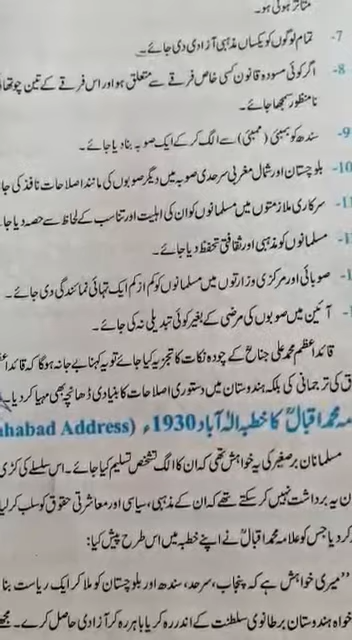 متاثر ہوتی ہو۔
7- تمام لوگوں کو یکساں مذہبی آزادی دی جائے۔
8- اگر کوئی مسودہ قانون کسی خاص فرقے سے متعلق ہو اور اس فرقے کے تین چوتھا
نامنظور سمجھا جائے۔
9- سندھ کو بمبئی (ممبئی) سے الگ کر کے ایک صوبہ بنا دیا جائے۔
10- بلوچستان اور شمال مغربی سرحدی صوبہ میں دیگر صوبوں کی مانند اصلاحات نافذ کی جا
سرکاری ملازمتوں میں مسلمانوں کو ان کی اہلیت اور تناسب کے لحاظ سے حصہ دیا جا
مسلمانوں کو مذہبی اور ثقافتی تحفظ دیا جائے۔
صوبائی اور مرکزی وزارتوں میں مسلمانوں کو کم از کم ایک تہائی نمائندگی دی جائے۔
آئین میں صوبوں کی مرضی کے بغیر کوئی تبدیلی نہ کی جائے۔
قائداعظم محمد علی جناحؒ کے چودہ نکات کا تجزیہ کیا جائے تو یہ کہنا بے جا نہ ہوگا کہ قائدا
ق کی ترجمانی کی بلکہ ہندوستان میں دستوری اصلاحات کا بنیادی ڈھانچہ بھی مہیا کر دیا۔
مہ محمد اقبالؒ کا خطبہ الٰہ آباد 1930ء (ahabad Address)
مسلمانان برصغیر کی یہ خواہش تھی کہ ان کا الگ تشخص تسلیم کیا جائے۔ اس سلسلے کی کڑی
ن یہ برداشت نہیں کر سکتے تھے کہ ان کے مذہبی، سیاسی اور معاشرتی حقوق کو سلب کر لیا
کر دیا جس کو علامہ محمد اقبالؒ نے اپنے خطبہ میں اس طرح پیش کیا:
”میری خواہش ہے کہ پنجاب، سرحد، سندھ اور بلوچستان کو ملا کر ایک ریاست بنا
خواہ ہندوستان برطانوی سلطنت کے اندر رہ کر یا باہر رہ کر آزادی حاصل کرے۔ مجھے